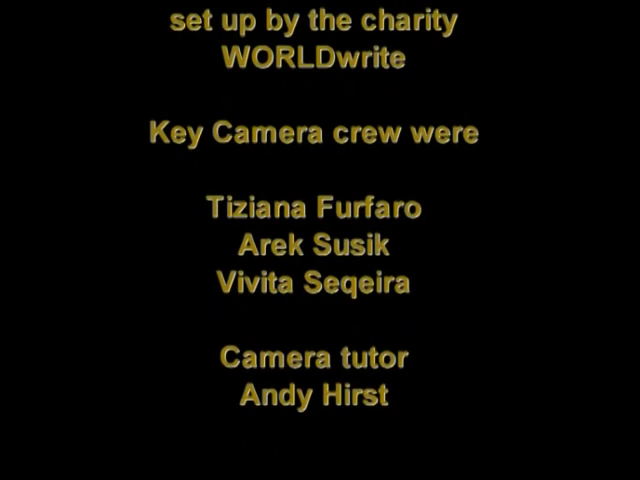 set up by the charity
WORLDwrite
Key Camera crew were
Tiziana Furfaro
Arek Susik
Vivita Seqeira
Camera tutor
Andy Hirst